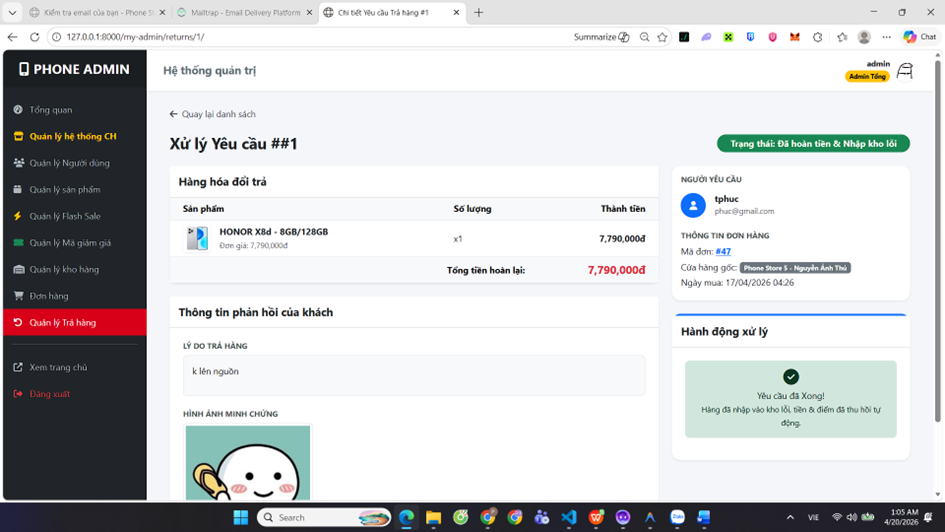 Kiểm tra email của bạn - Phone St
Mailtrap - Email Delivery Platform
Chi tiết Yêu cầu Trả hàng #1
127.0.0.1:8000/my-admin/returns/1/
Summarize
Chat
PHONE ADMIN
Hệ thống quản trị
admin
Admin Tổng
Tổng quan
Quản lý hệ thống CH
Quản lý Người dùng
Quản lý sản phẩm
Quản lý Flash Sale
Quản lý Mã giảm giá
Quản lý kho hàng
Đơn hàng
Quản lý Trả hàng
Xem trang chủ
Đăng xuất
Quay lại danh sách
Xử lý Yêu cầu ##1
Trạng thái: Đã hoàn tiền & Nhập kho lỗi
Hàng hóa đổi trả
Sản phẩm Số lượng Thành tiền
HONOR X8d - 8GB/128GB
Đơn giá: 7,790,000đ
x1
7,790,000đ
Tổng tiền hoàn lại: 7,790,000đ
Thông tin phản hồi của khách
LÝ DO TRẢ HÀNG
k lên nguồn
HÌNH ẢNH MINH CHỨNG
NGƯỜI YÊU CẦU
tphuc
phuc@gmail.com
THÔNG TIN ĐƠN HÀNG
Mã đơn: #47
Cửa hàng gốc: Phone Store 5 - Nguyễn Ảnh Thủ
Ngày mua: 17/04/2026 04:26
Hành động xử lý
Yêu cầu đã Xong!
Hàng đã nhập vào kho lỗi, tiền & điểm đã thu hồi tự
động.
Search
VIE
1:05 AM
4/20/2026